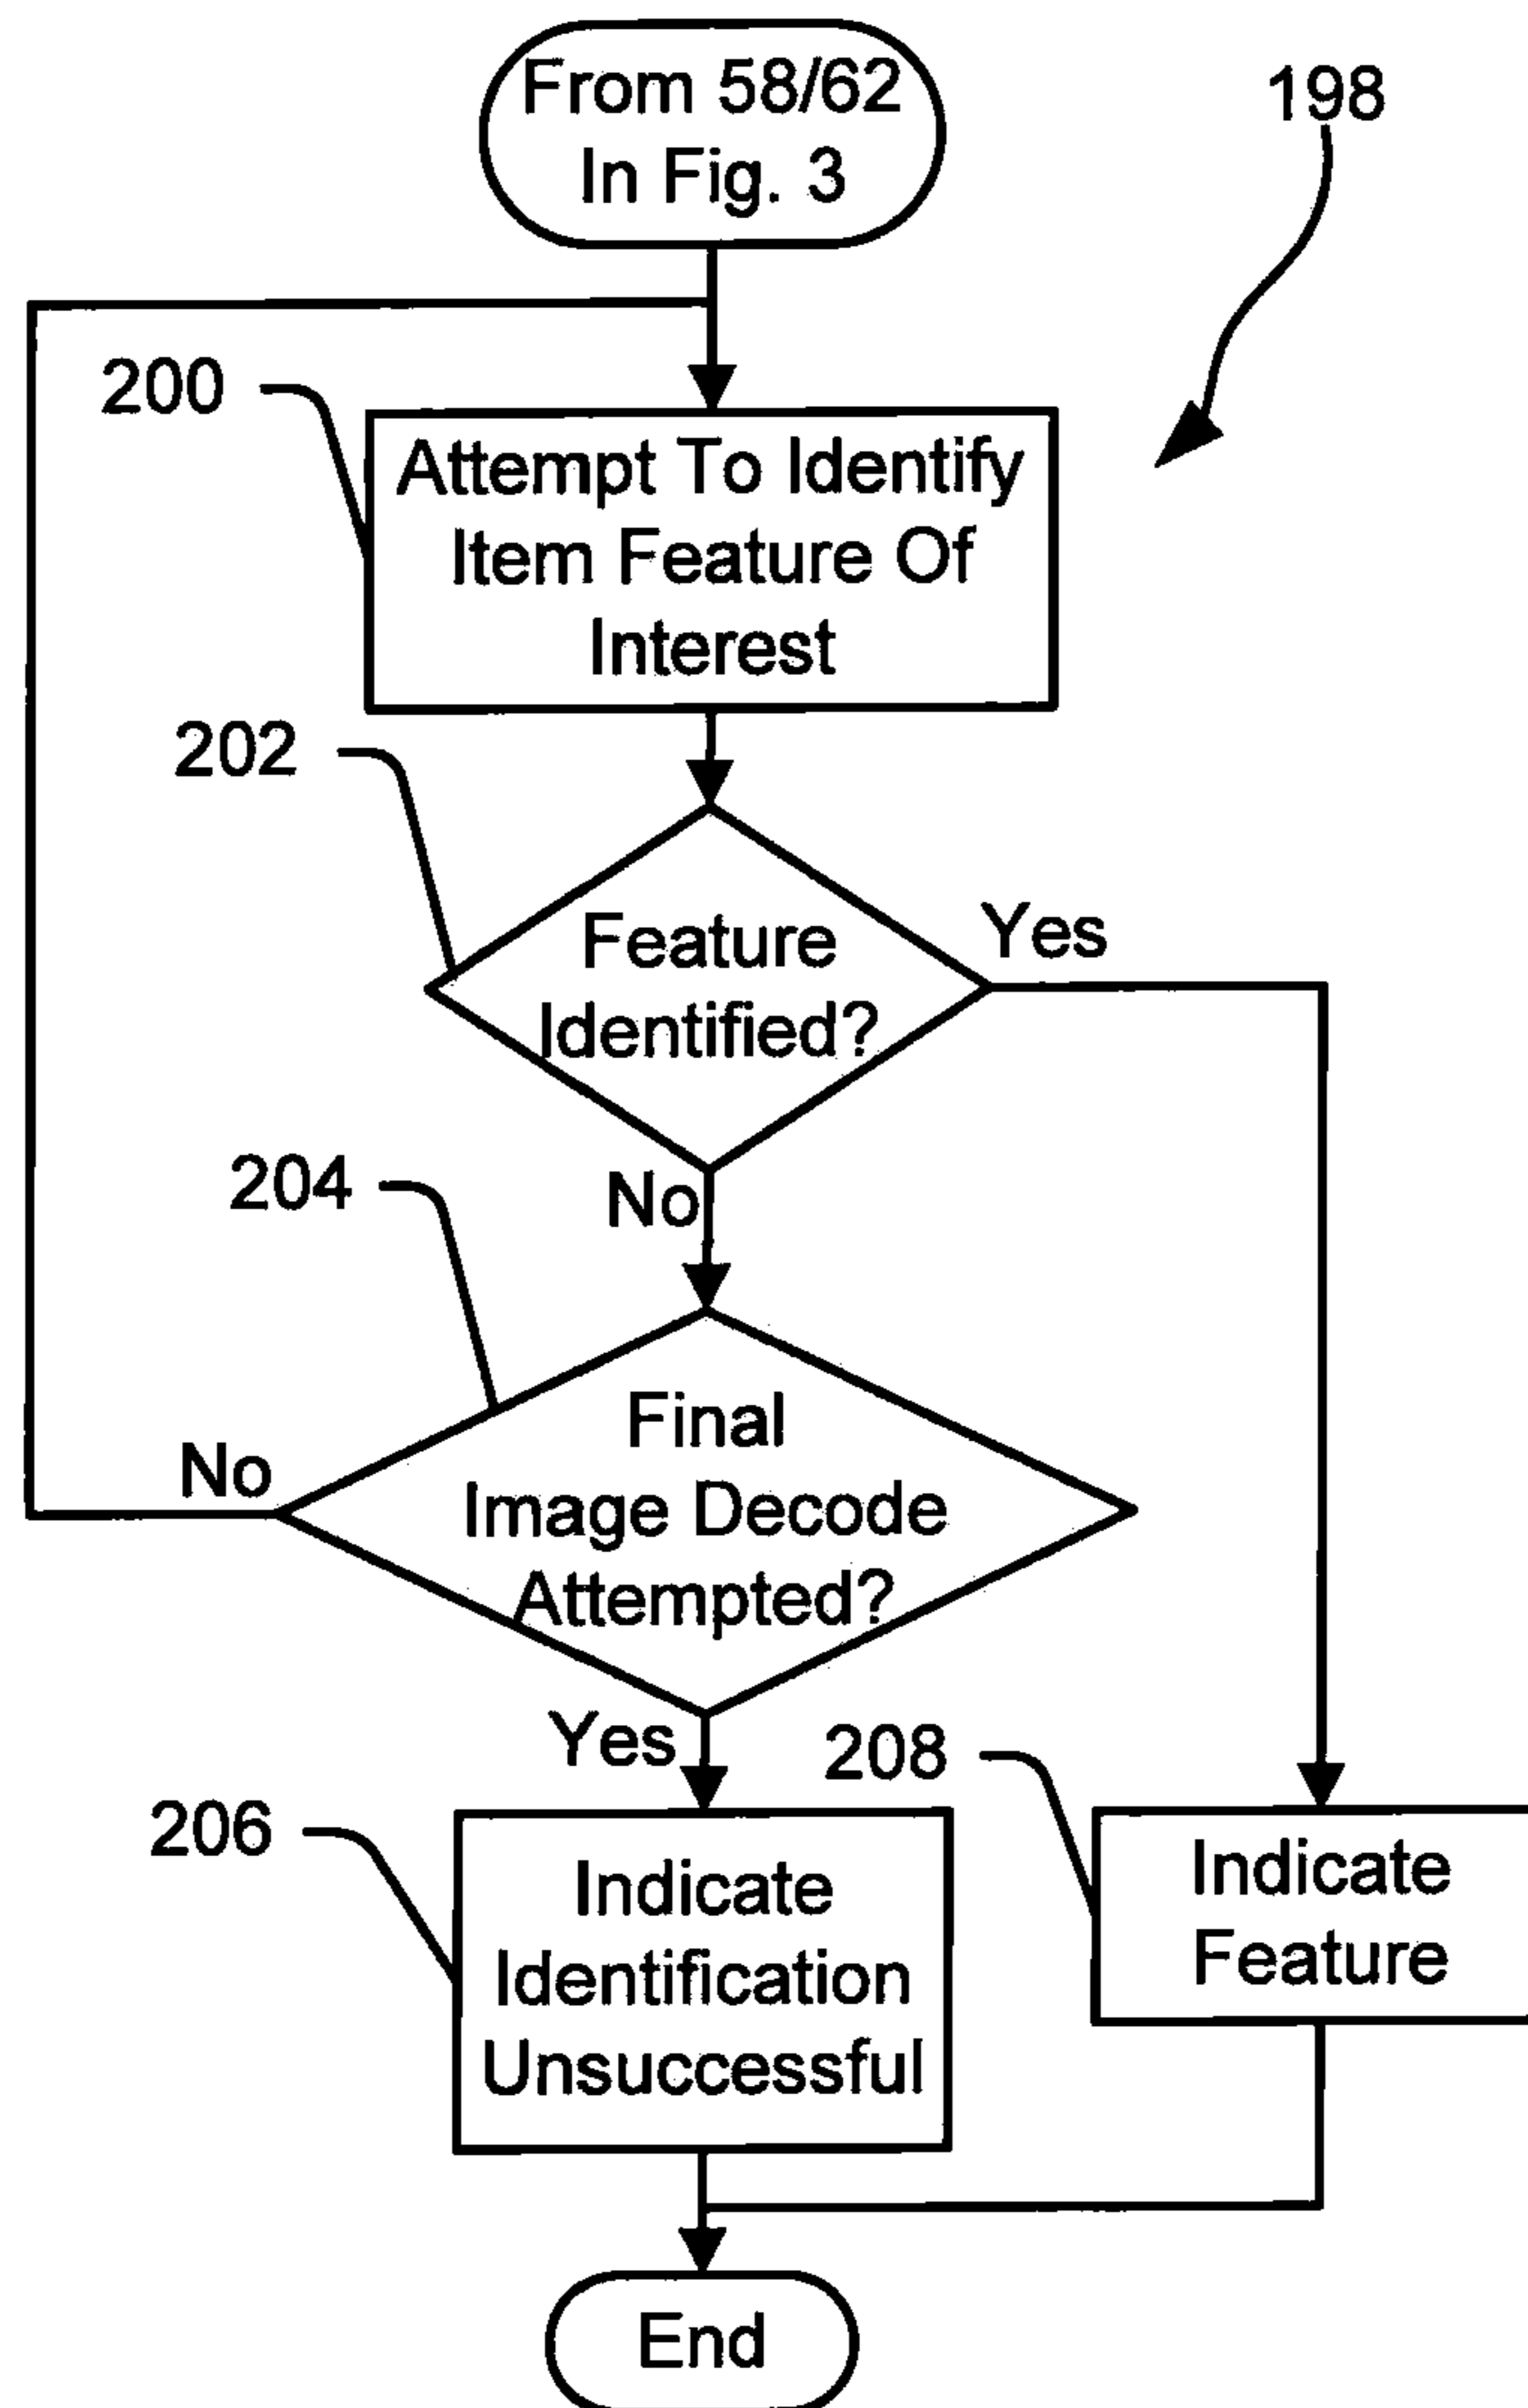 From 58/62
In Fig. 3
198
200
Attempt To Identify
Item Feature Of
Interest
202
Feature
Identified?
Yes
No
204
Final
Image Decode
Attempted?
No
Yes
208
206
Indicate
Identification
Unsuccessful
Indicate
Feature
End